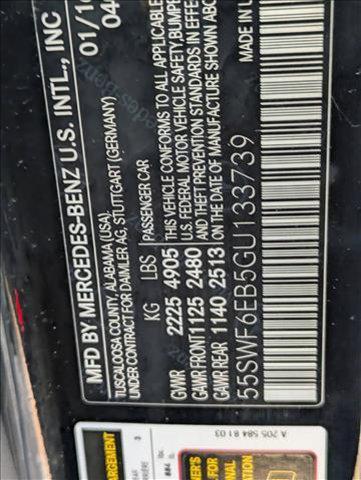 MFD BY MERCEDES-BENZ U.S. INTL., INC
TUSCALOOSA COUNTY, ALABAMA (USA)
UNDER CONTRACT FOR DAIMLER AG, STUTTGART (GERMANY)
01/1
04
KG LBS
GVWR 2225 4905
GAWR FRONT 1125 2480
GAWR REAR 1140 2513
PASSENGER CAR
THIS VEHICLE CONFORMS TO ALL APPLICABLE
U.S. FEDERAL MOTOR VEHICLE SAFETY, BUMPE
AND THEFT PREVENTION STANDARDS IN EFFE
ON THE DATE OF MANUFACTURE SHOWN AB
55SWF6EB5GU133739
MADE IN U
A 205 584 81 03